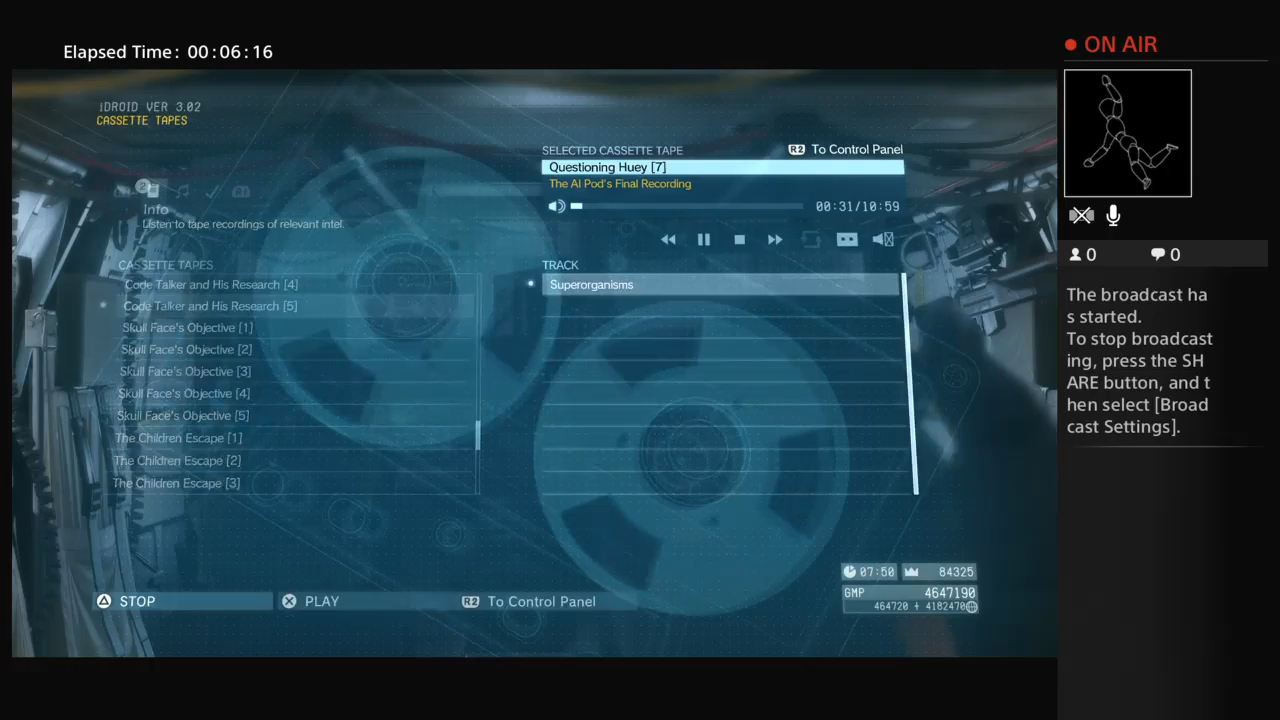 Elapsed Time: 00:06:16
ON AIR
iDROID VER 3.02
CASSETTE TAPES
SELECTED CASSETTE TAPE
R2 To Control Panel
Questioning Huey [7]
The AI Pod's Final Recording
00:31/10:59
2
Info
Listen to tape recordings of relevant intel.
CASSETTE TAPES
TRACK
Code Talker and His Research [4]
Superorganisms
Code Talker and His Research [5]
Skull Face's Objective [1]
Skull Face's Objective [2]
Skull Face's Objective [3]
Skull Face's Objective [4]
Skull Face's Objective [5]
The Children Escape [1]
The Children Escape [2]
The Children Escape [3]
STOP
PLAY
R2 To Control Panel
07:50
84325
GMP 4647190
464720 + 4182470
0
0
The broadcast ha
s started.
To stop broadcast
ing, press the SH
ARE button, and t
hen select [Broad
cast Settings].